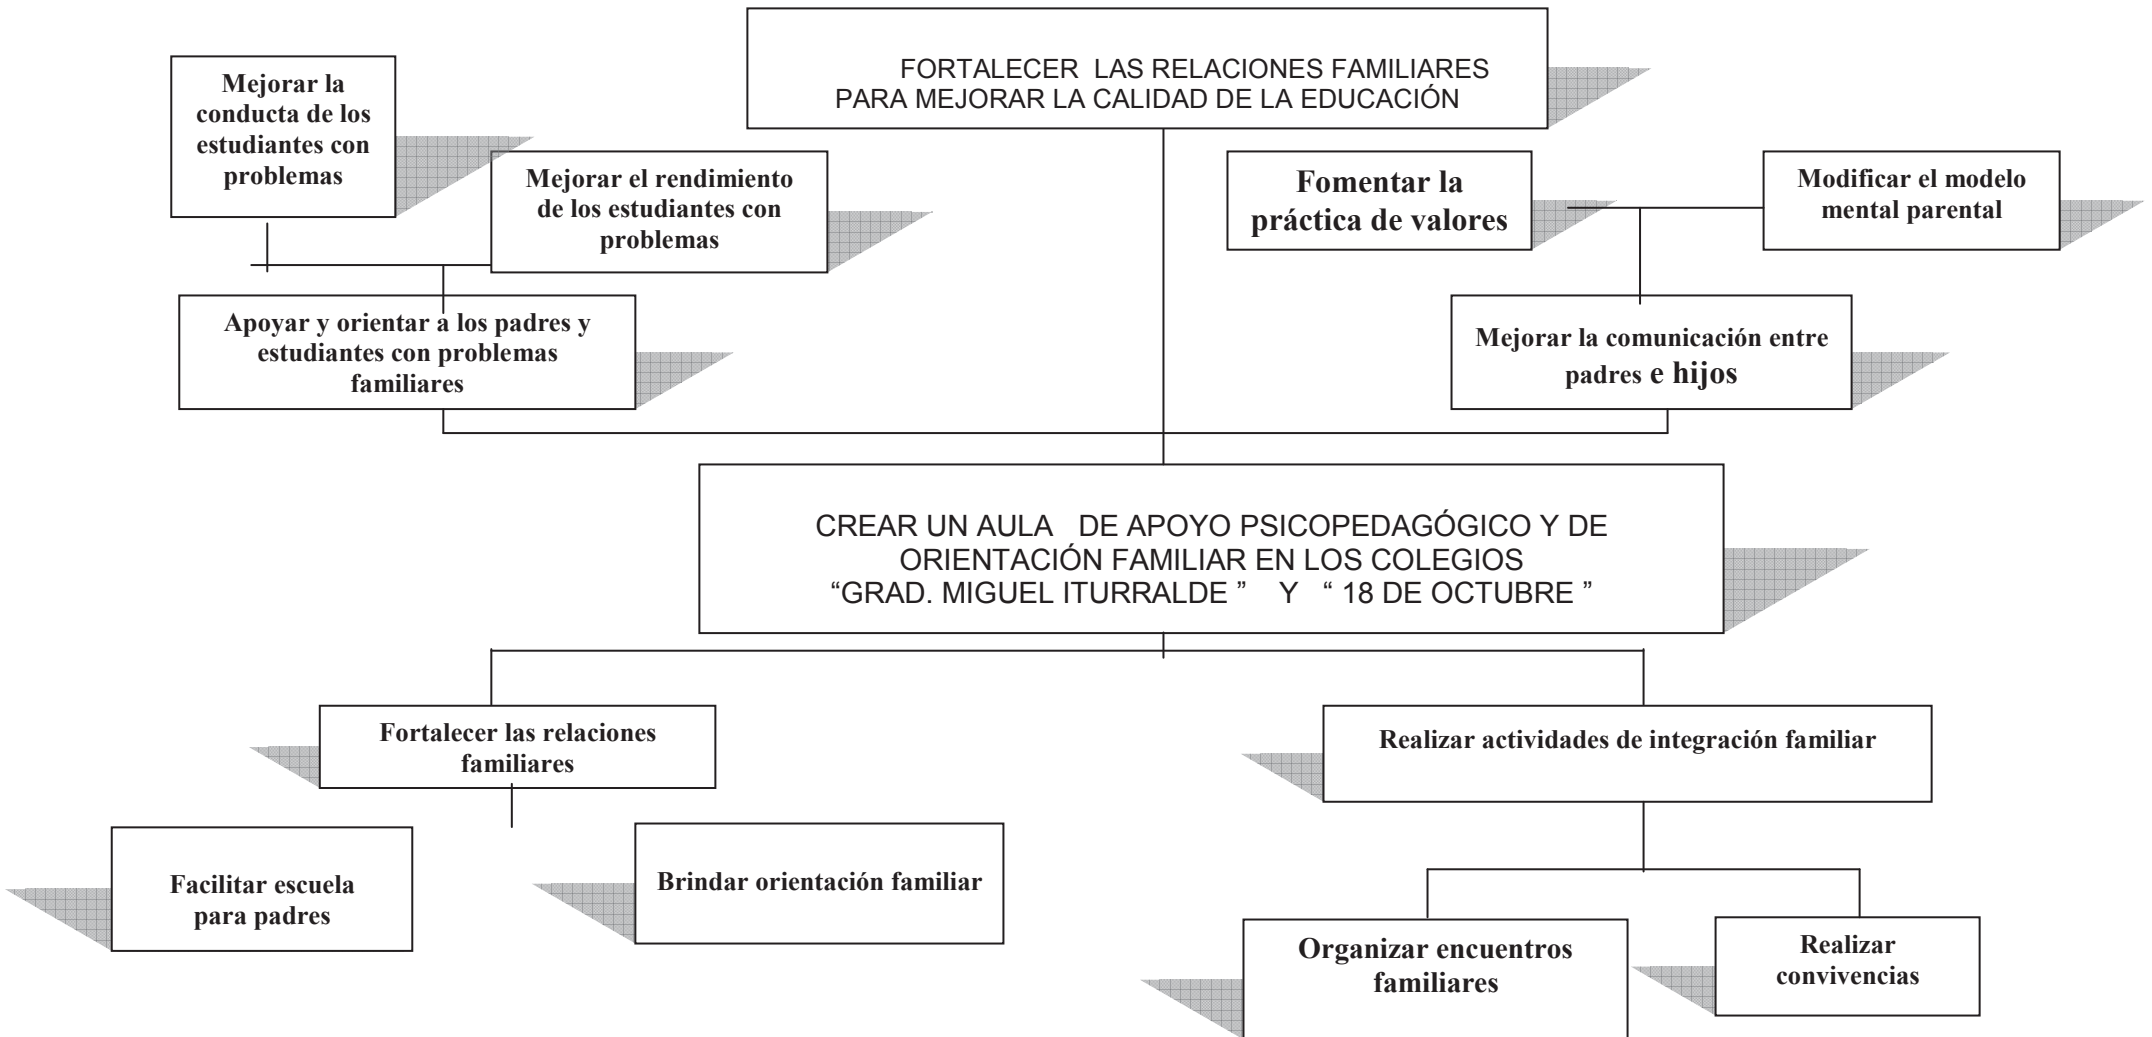 FORTALECER LAS RELACIONES FAMILIARES
PARA MEJORAR LA CALIDAD DE LA EDUCACIÓN
Mejorar la
conducta de los
estudiantes con
problemas
Mejorar el rendimiento
de los estudiantes con
problemas
Fomentar la
práctica de valores
Modificar el modelo
mental parental
Apoyar y orientar a los padres y
estudiantes con problemas
familiares
Mejorar la comunicación entre
padres e hijos
CREAR UN AULA DE APOYO PSICOPEDAGÓGICO Y DE
ORIENTACIÓN FAMILIAR EN LOS COLEGIOS
“GRAD. MIGUEL ITURRALDE ” Y “ 18 DE OCTUBRE ”
Fortalecer las relaciones
familiares
Realizar actividades de integración familiar
Facilitar escuela
para padres
Brindar orientación familiar
Organizar encuentros
familiares
Realizar
convivencias